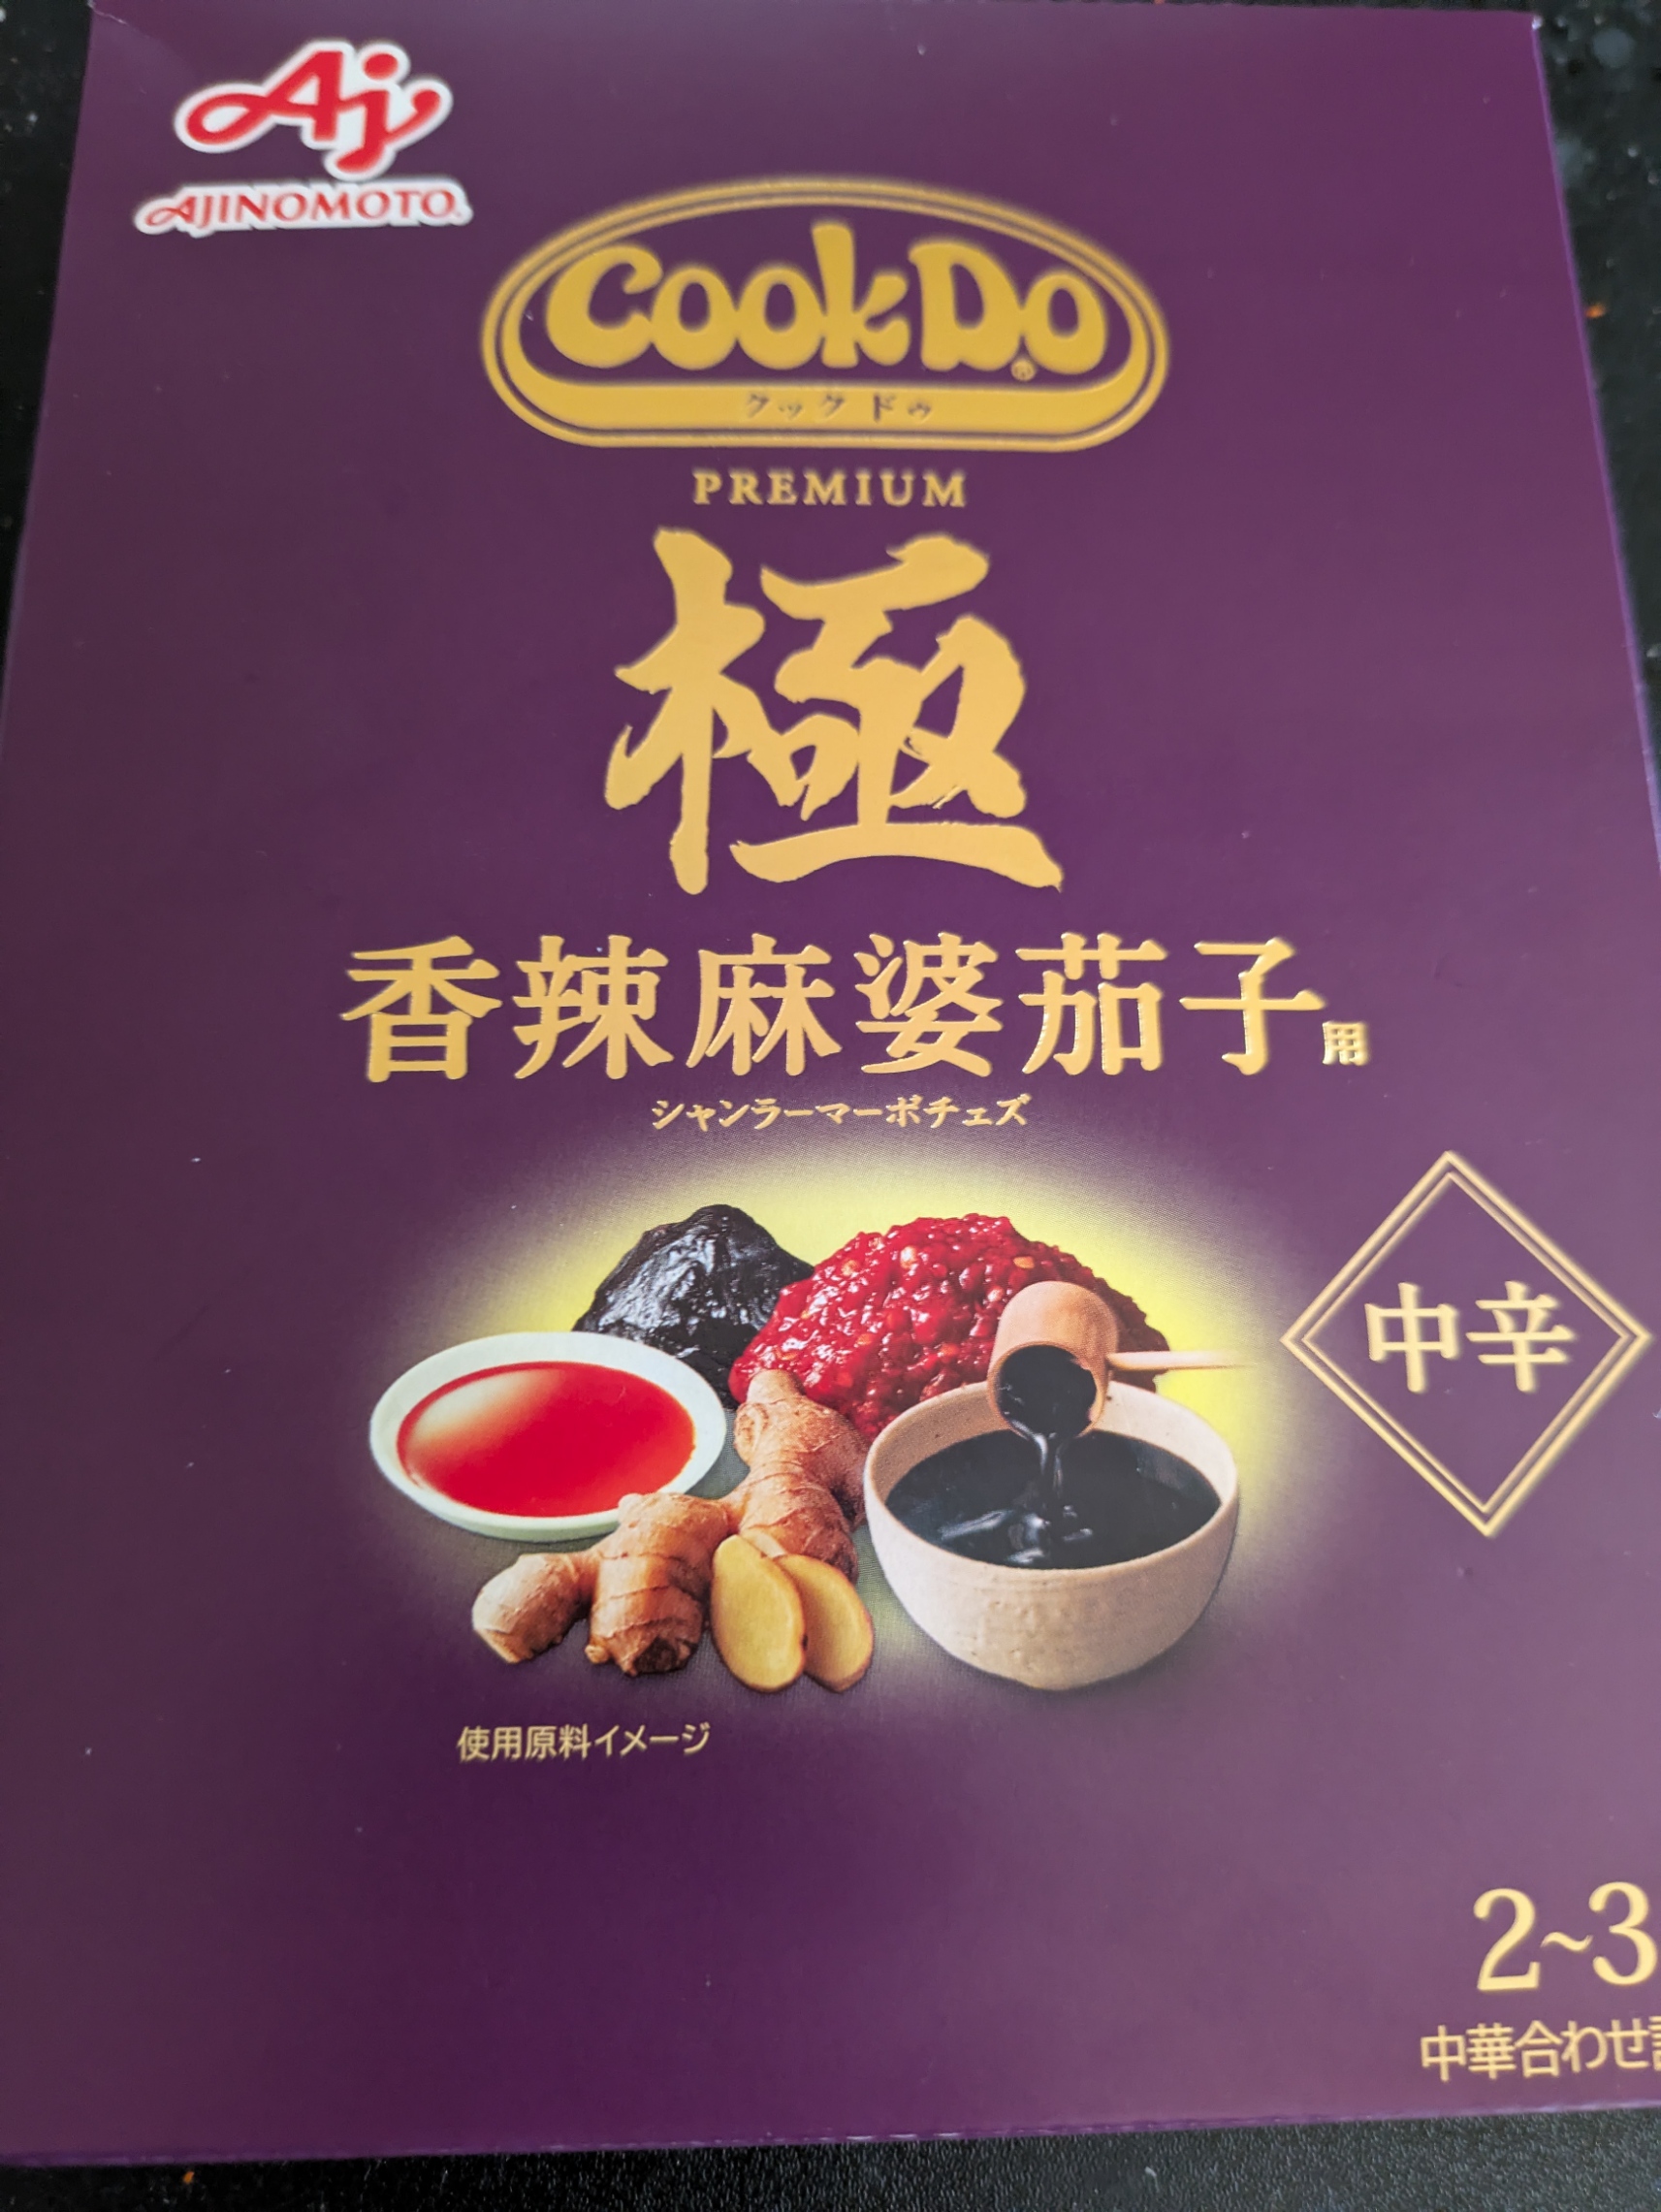 Aj
AJINOMOTO.
CookDo®
クックドゥ
PREMIUM
極
香辣麻婆茄子用
シャンラーマーボチェズ
中辛
使用原料イメージ
2~3
中華合わせ